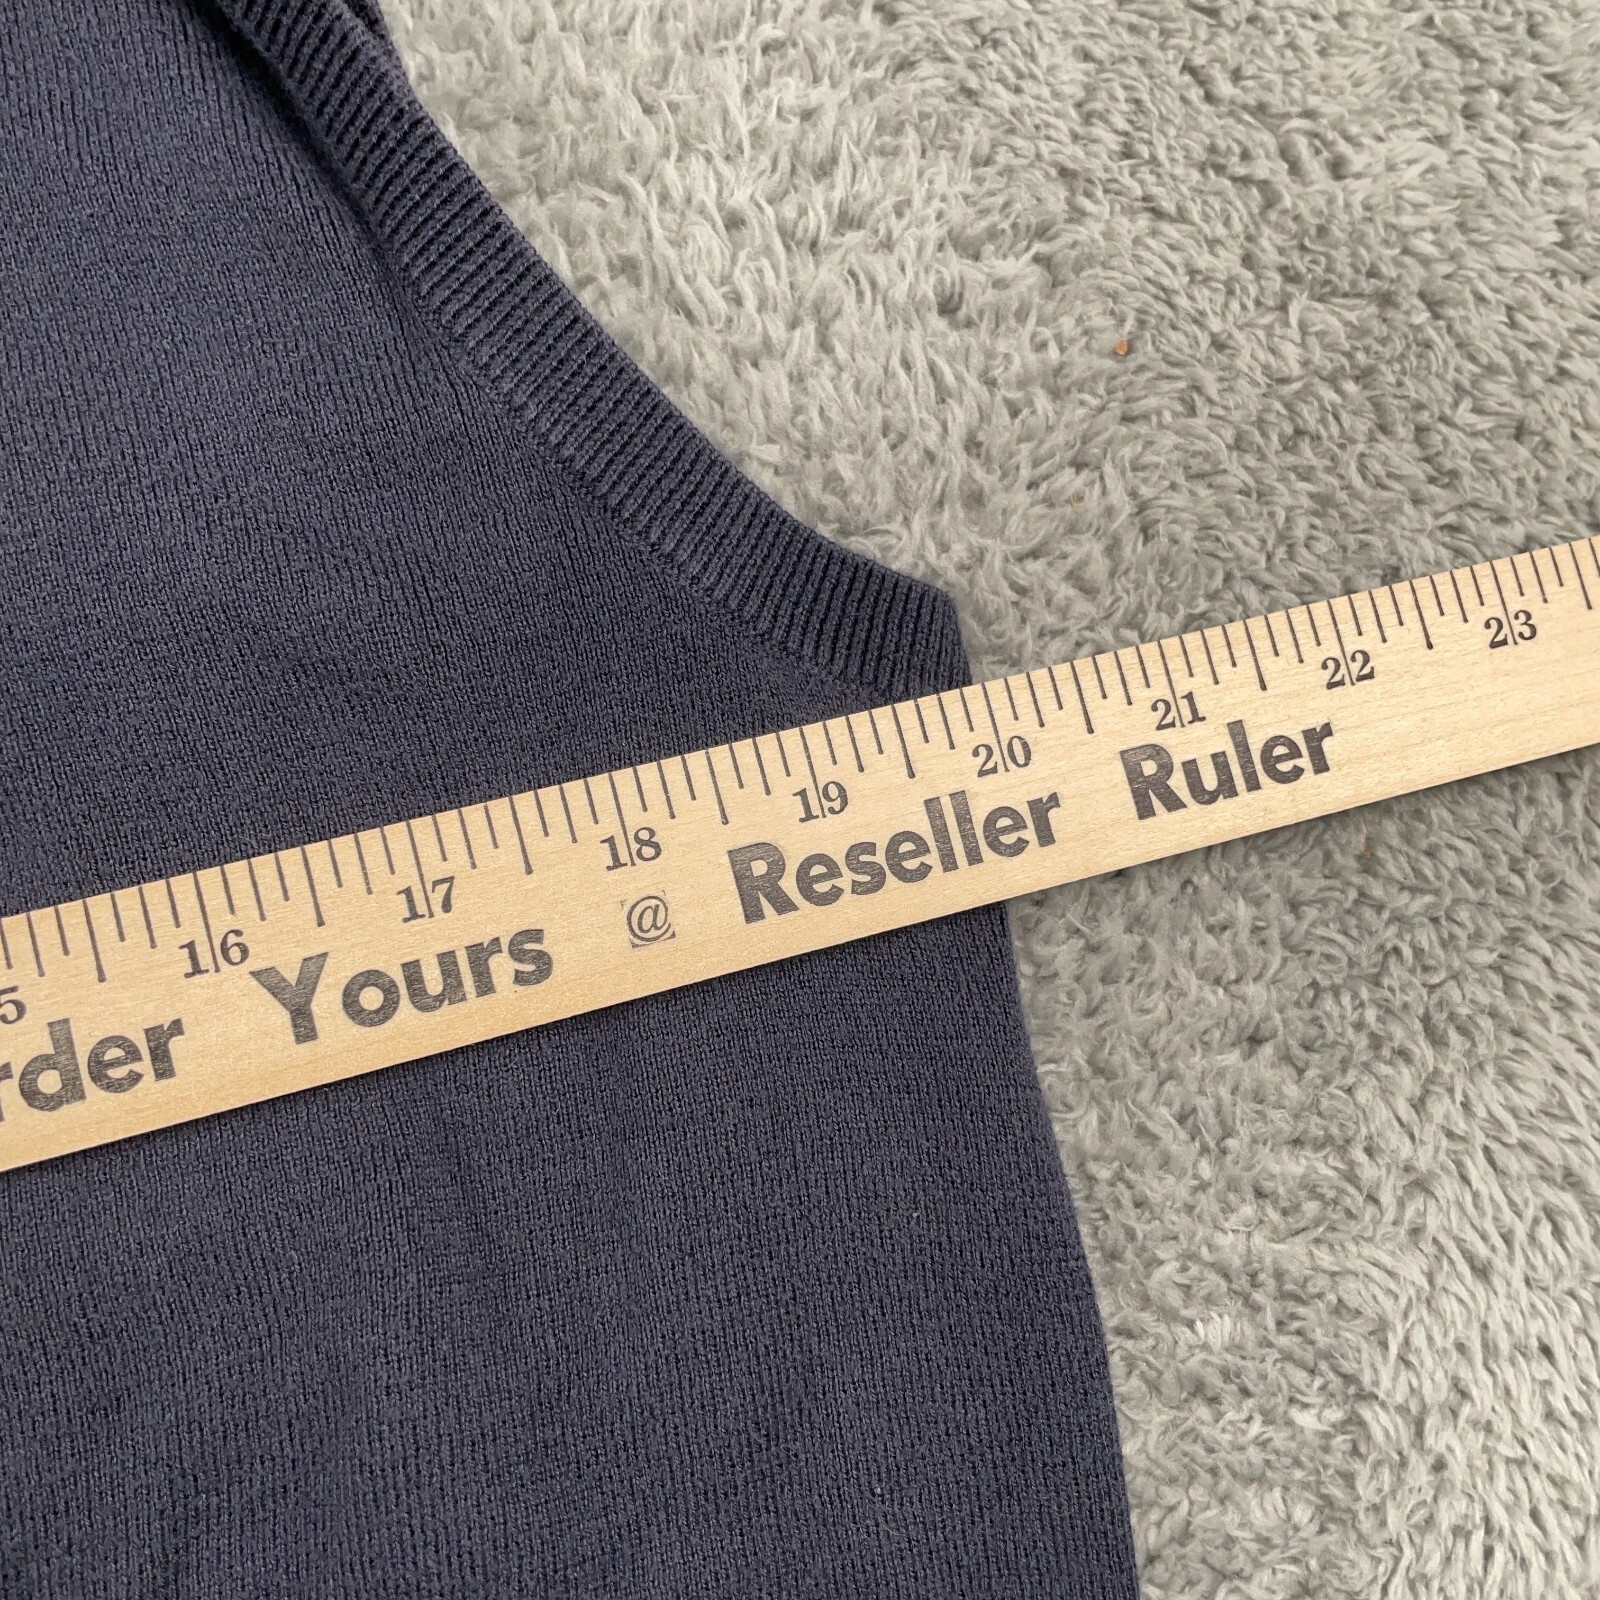 5 16 17 18 19 20 21 22 23
rder Yours @ Reseller Ruler